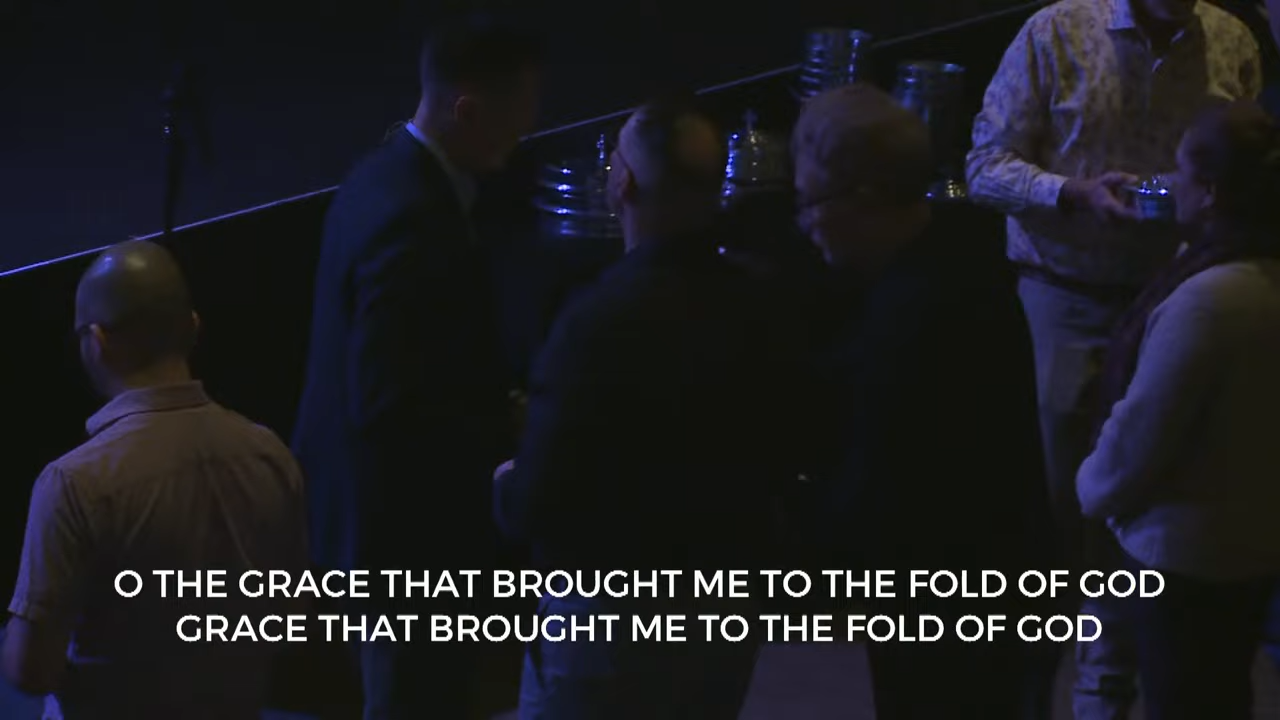 O THE GRACE THAT BROUGHT ME TO THE FOLD OF GOD
GRACE THAT BROUGHT ME TO THE FOLD OF GOD